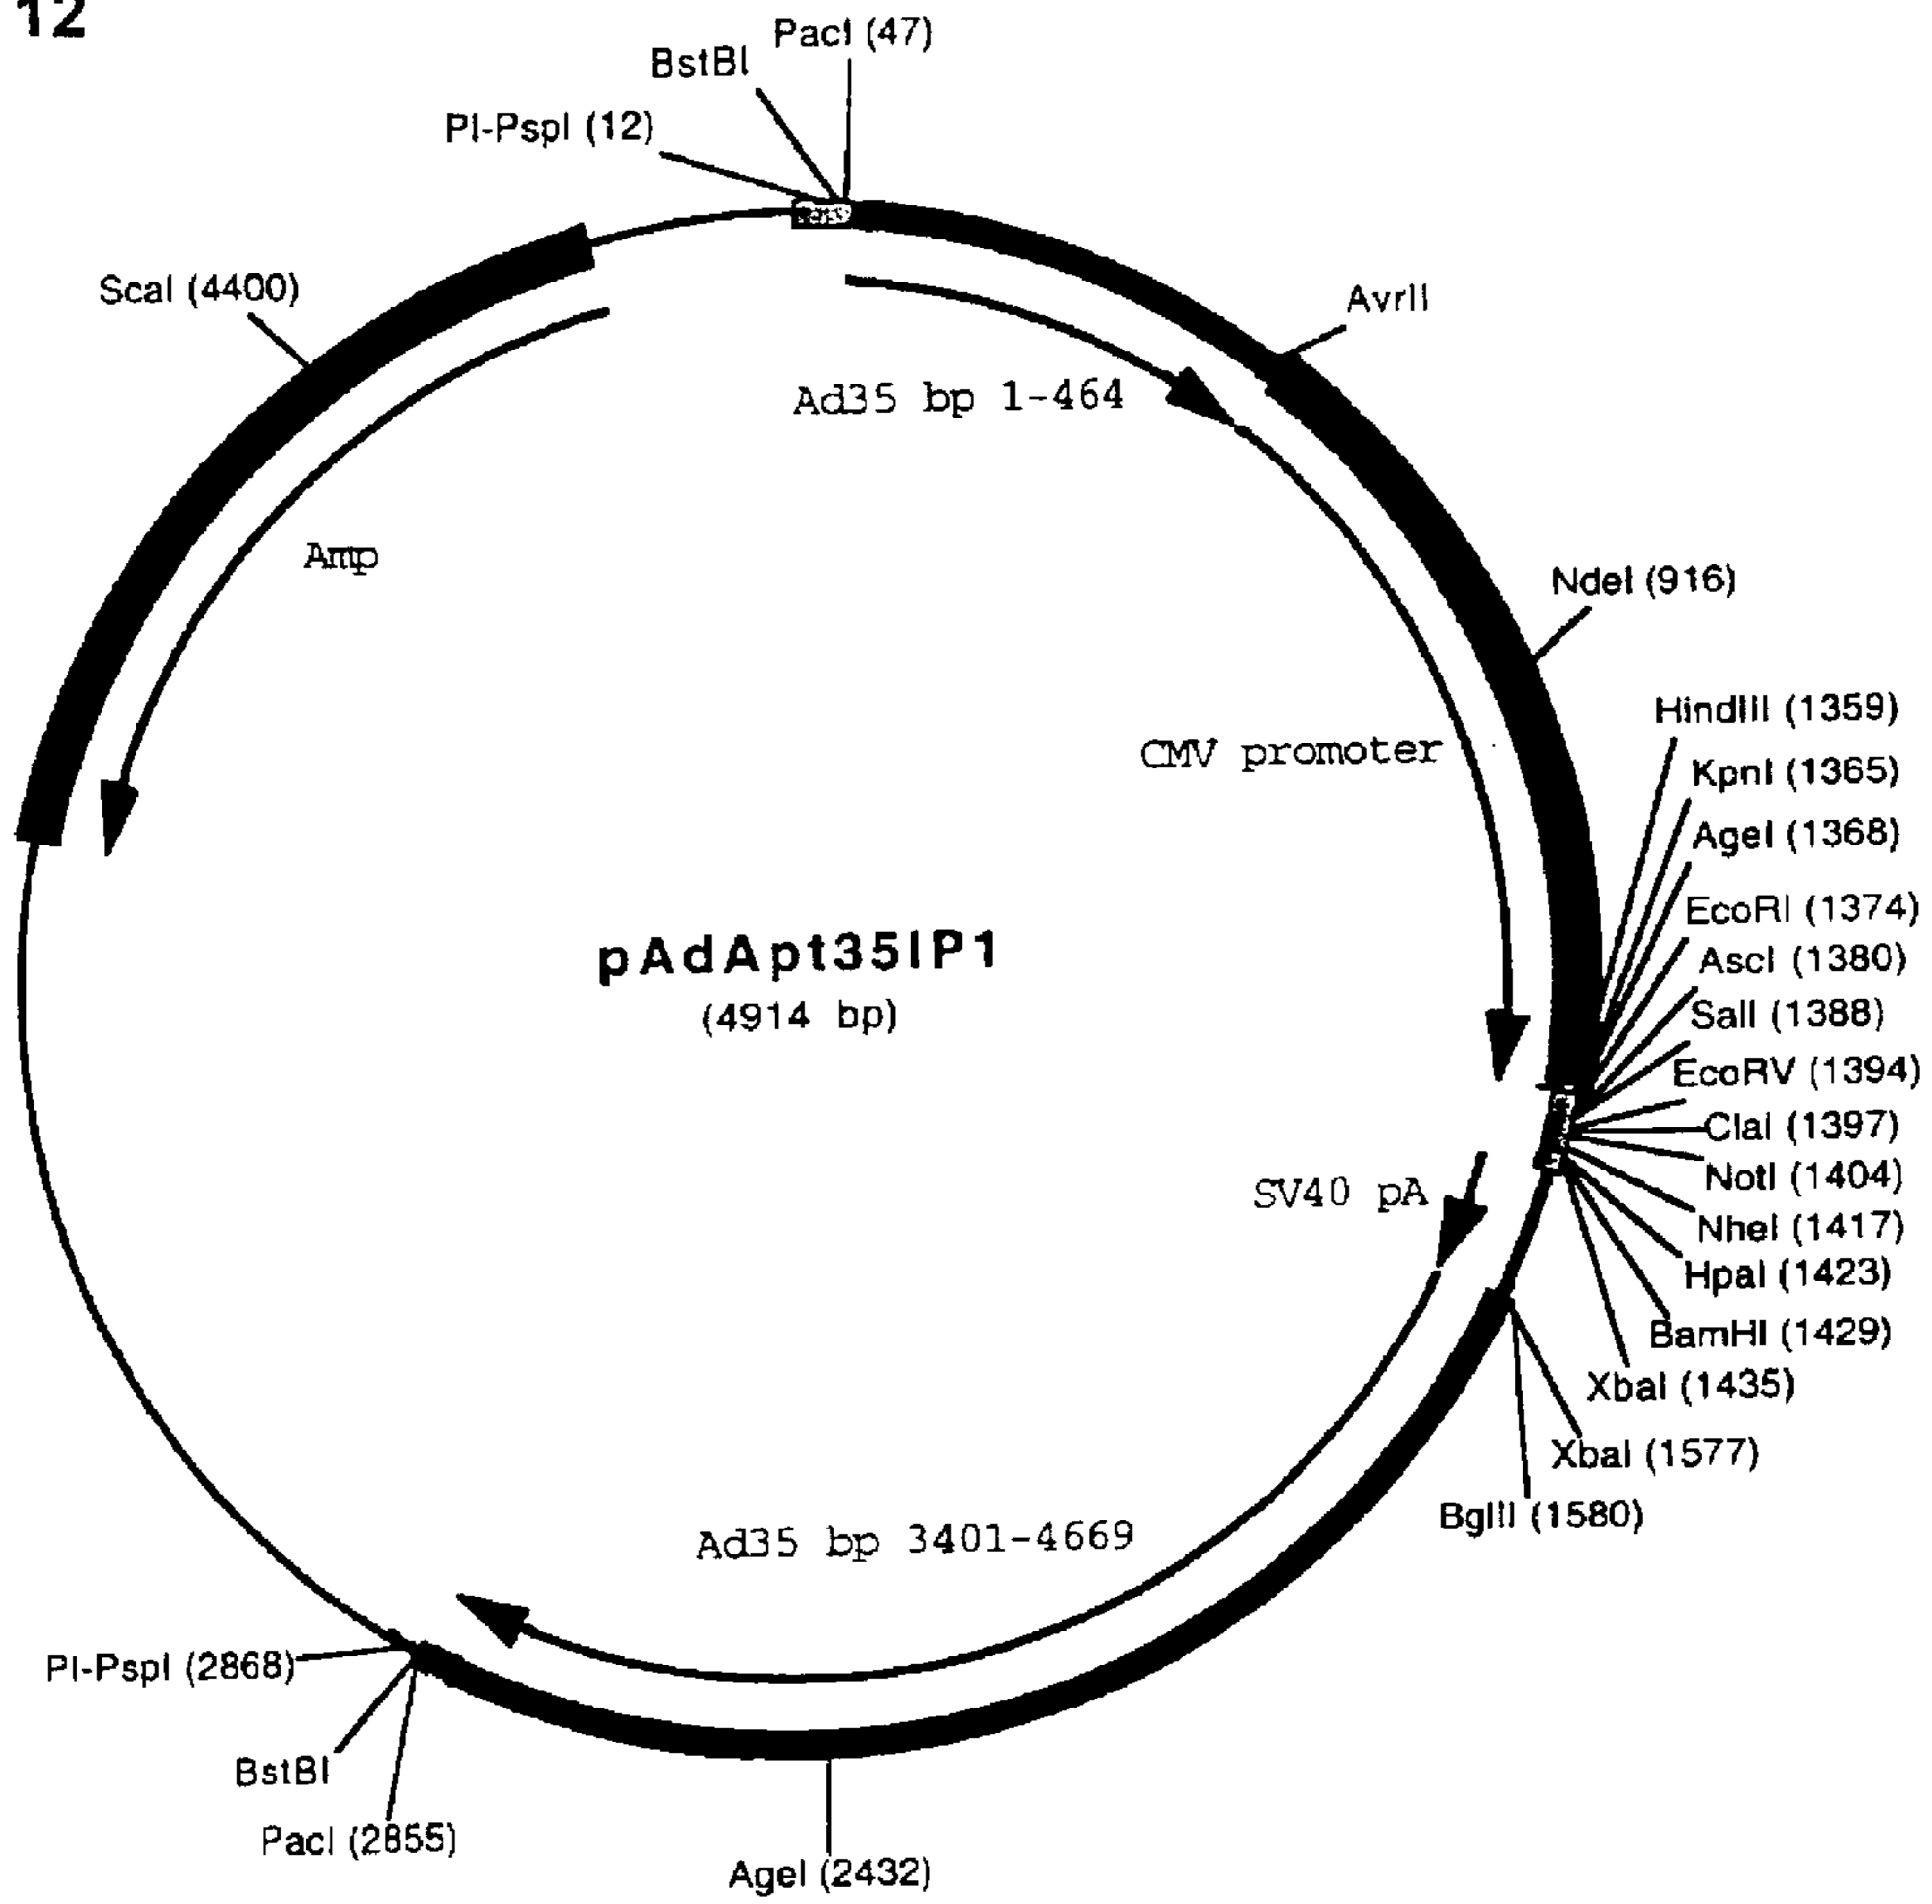 12
PacI (47)
BstBI
PI-PspI (12)
ScaI (4400)
AvrII
Ad35 bp 1-464
Amp
NdeI (916)
HindIII (1359)
CMV promoter
KpnI (1365)
AgeI (1368)
EcoRI (1374)
pAdApt35IP1
AscI (1380)
(4914 bp)
SalI (1388)
EcoRV (1394)
ClaI (1397)
NotI (1404)
SV40 pA
NheI (1417)
HpaI (1423)
BamHI (1429)
XbaI (1435)
XbaI (1577)
BglII (1580)
Ad35 bp 3401-4669
PI-PspI (2868)
BstBI
PacI (2855)
AgeI (2432)